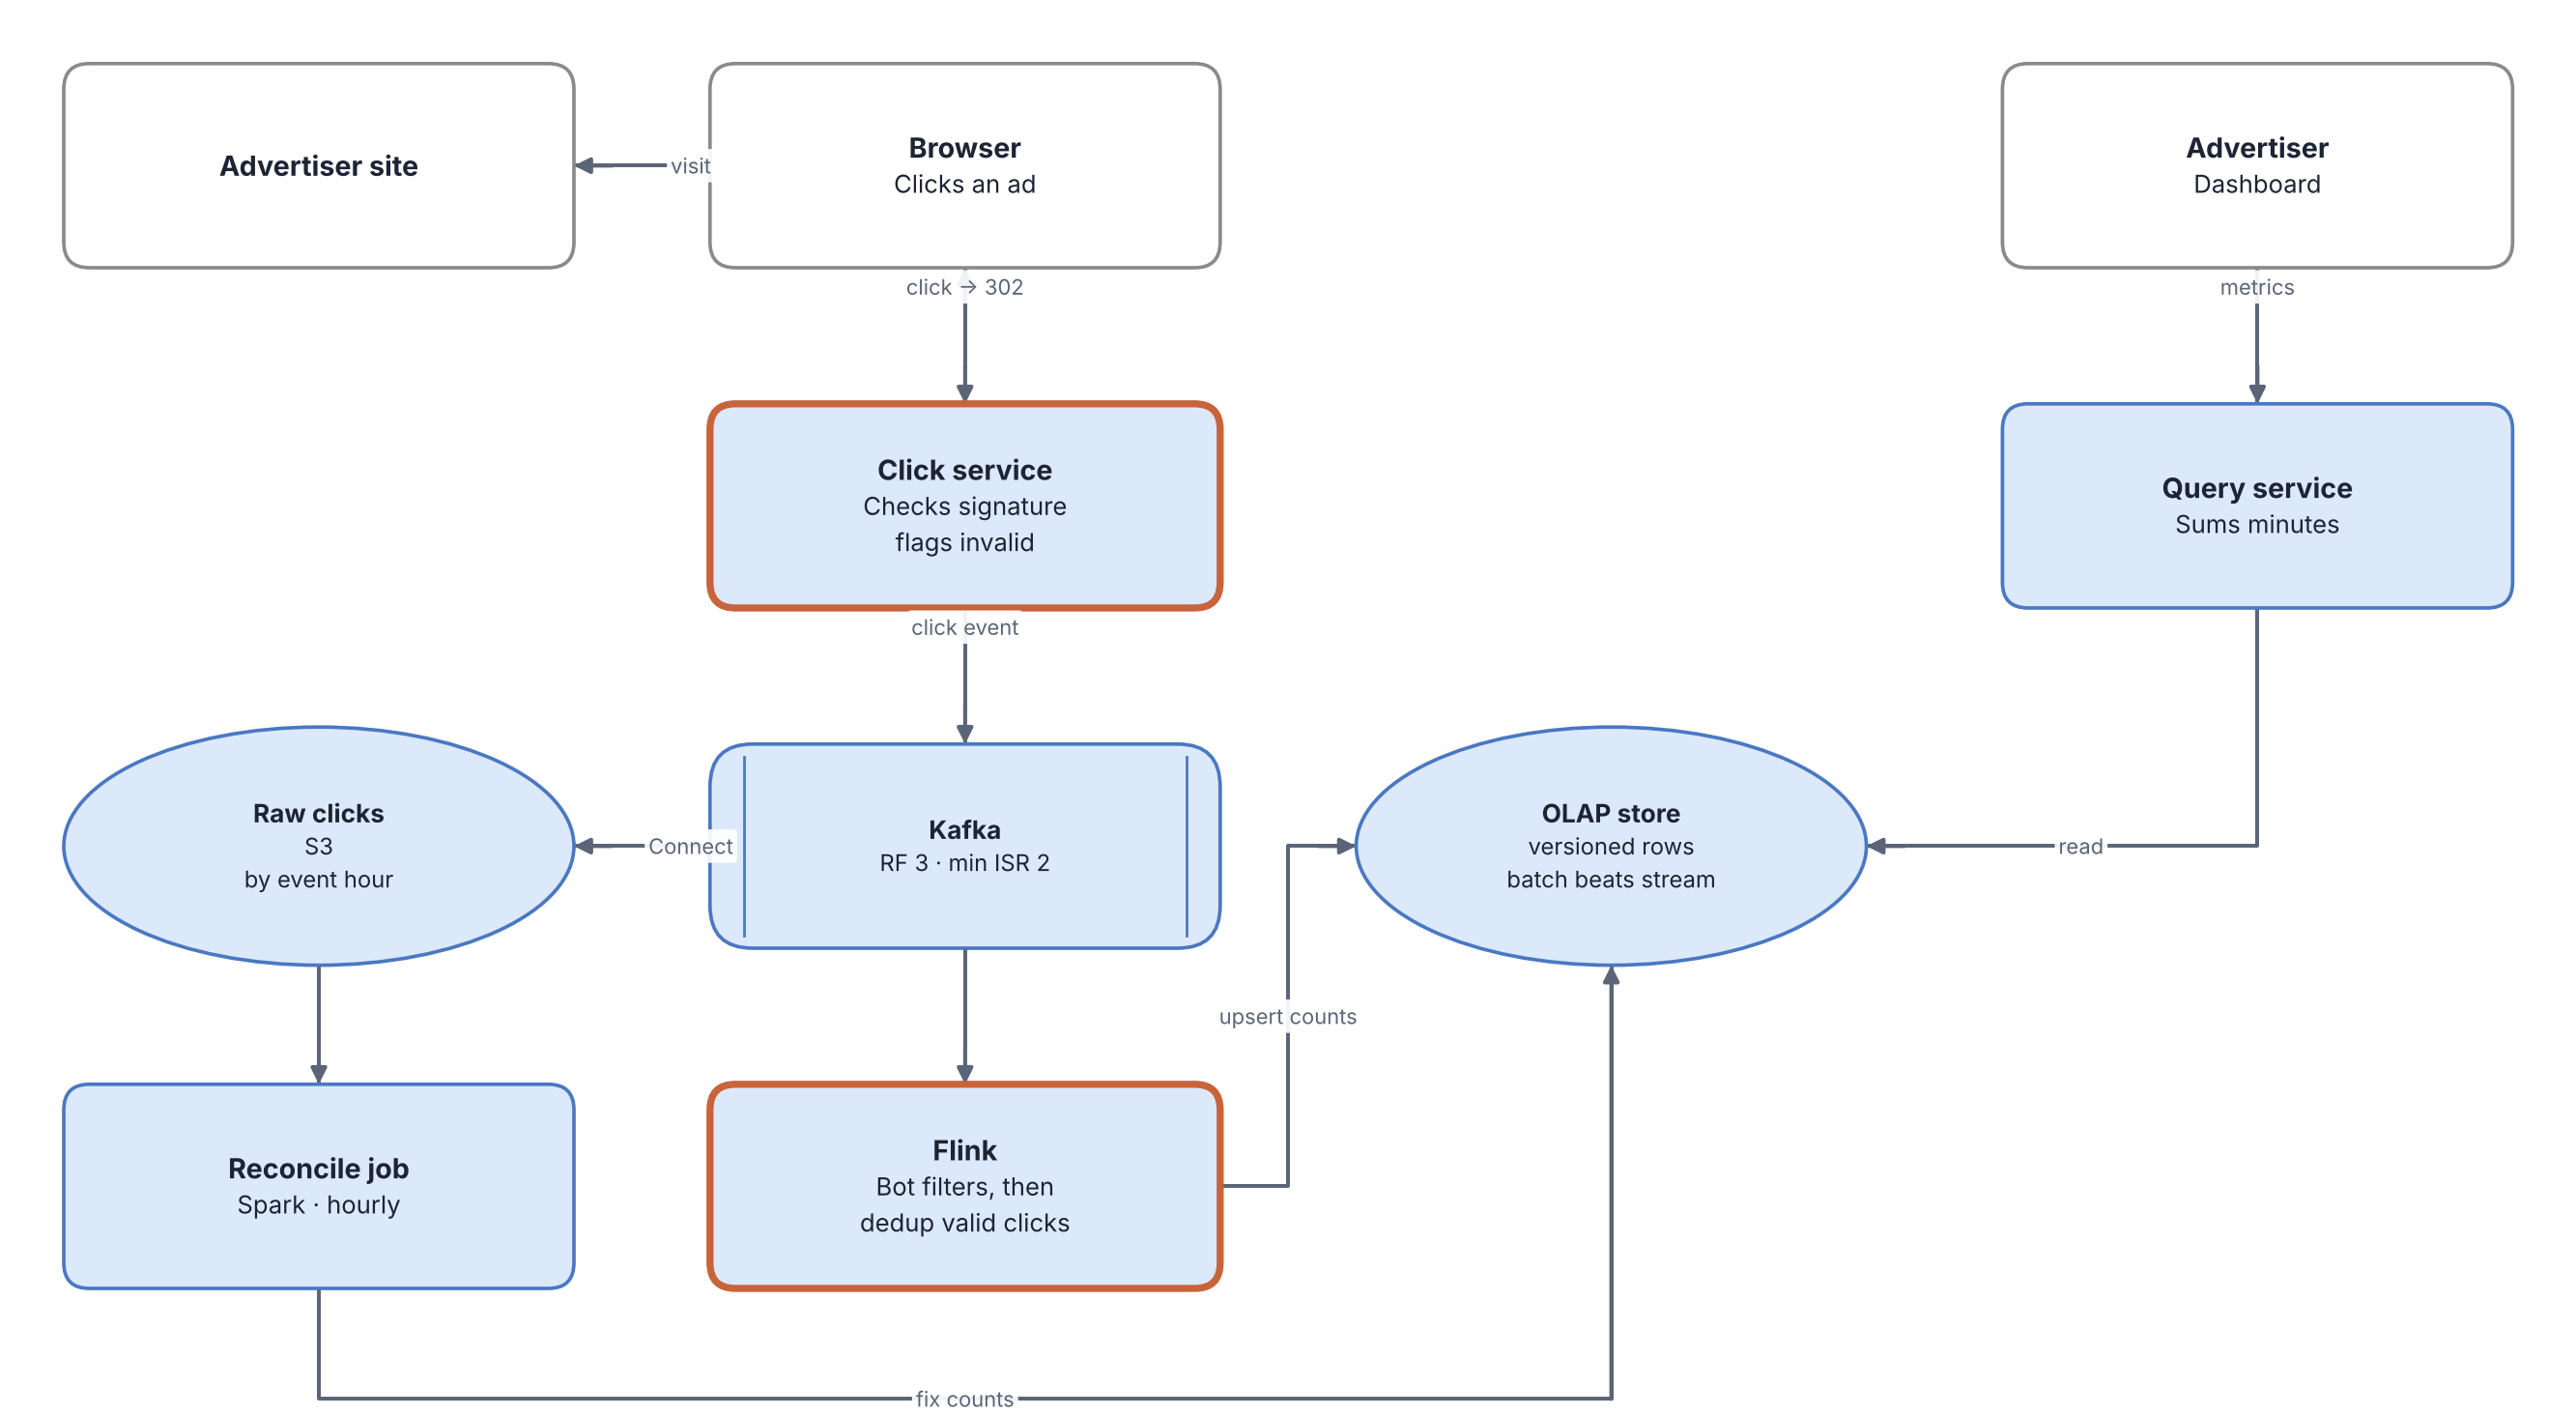 Advertiser site
visit
Browser
Clicks an ad
Advertiser
Dashboard
click → 302
metrics
Click service
Checks signature
flags invalid
Query service
Sums minutes
click event
Raw clicks
S3
by event hour
Connect
Kafka
RF 3 · min ISR 2
OLAP store
versioned rows
batch beats stream
read
upsert counts
Reconcile job
Spark · hourly
Flink
Bot filters, then
dedup valid clicks
fix counts